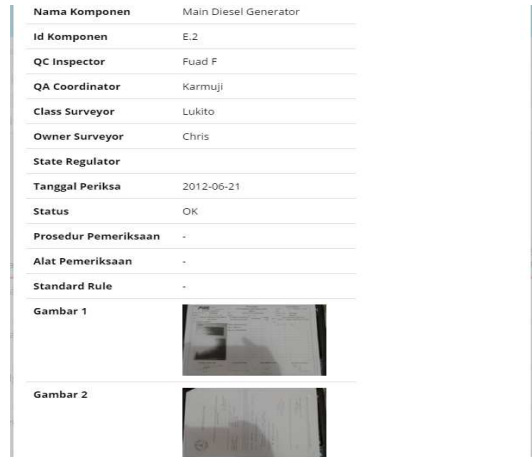 Nama Komponen Main Diesel Generator
Id Komponen E.2
QC Inspector Fuad F
QA Coordinator Karmuji
Class Surveyor Lukito
Owner Surveyor Chris
State Regulator
Tanggal Periksa 2012-06-21
Status OK
Prosedur Pemeriksaan -
Alat Pemeriksaan -
Standard Rule -
Gambar 1
Gambar 2